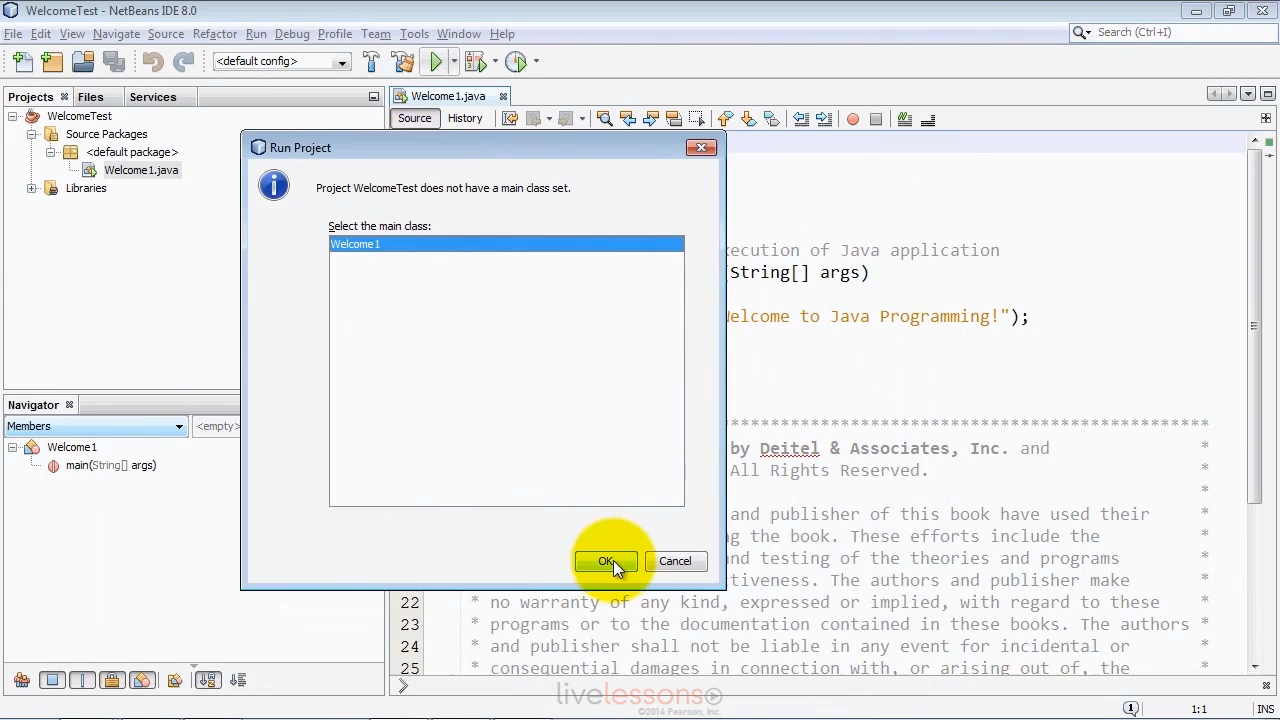 WelcomeTest - NetBeans IDE 8.0
File Edit View Navigate Source Refactor Run Debug Profile Team Tools Window Help
Search (Ctrl+I)
<default config>
Projects Files Services
WelcomeTest
Source Packages
<default package>
Welcome1.java
Libraries
Welcome1.java
Source History
Run Project
Project WelcomeTest does not have a main class set.
Select the main class:
Welcome1
OK Cancel
ecution of Java application
String[] args)
Welcome to Java Programming!");
*****************************************************
by Deitel & Associates, Inc. and *
All Rights Reserved. *
*
and publisher of this book have used their *
ng the book. These efforts include the *
and testing of the theories and programs *
ctiveness. The authors and publisher make *
22 * no warranty of any kind, expressed or implied, with regard to these *
23 * programs or to the documentation contained in these books. The authors *
24 * and publisher shall not be liable in any event for incidental or *
25 * consequential damages in connection with, or arising out of, the *
Navigator
Members <empty>
Welcome1
main(String[] args)
livelessons
©2014 Pearson, Inc.
1 1:1 INS